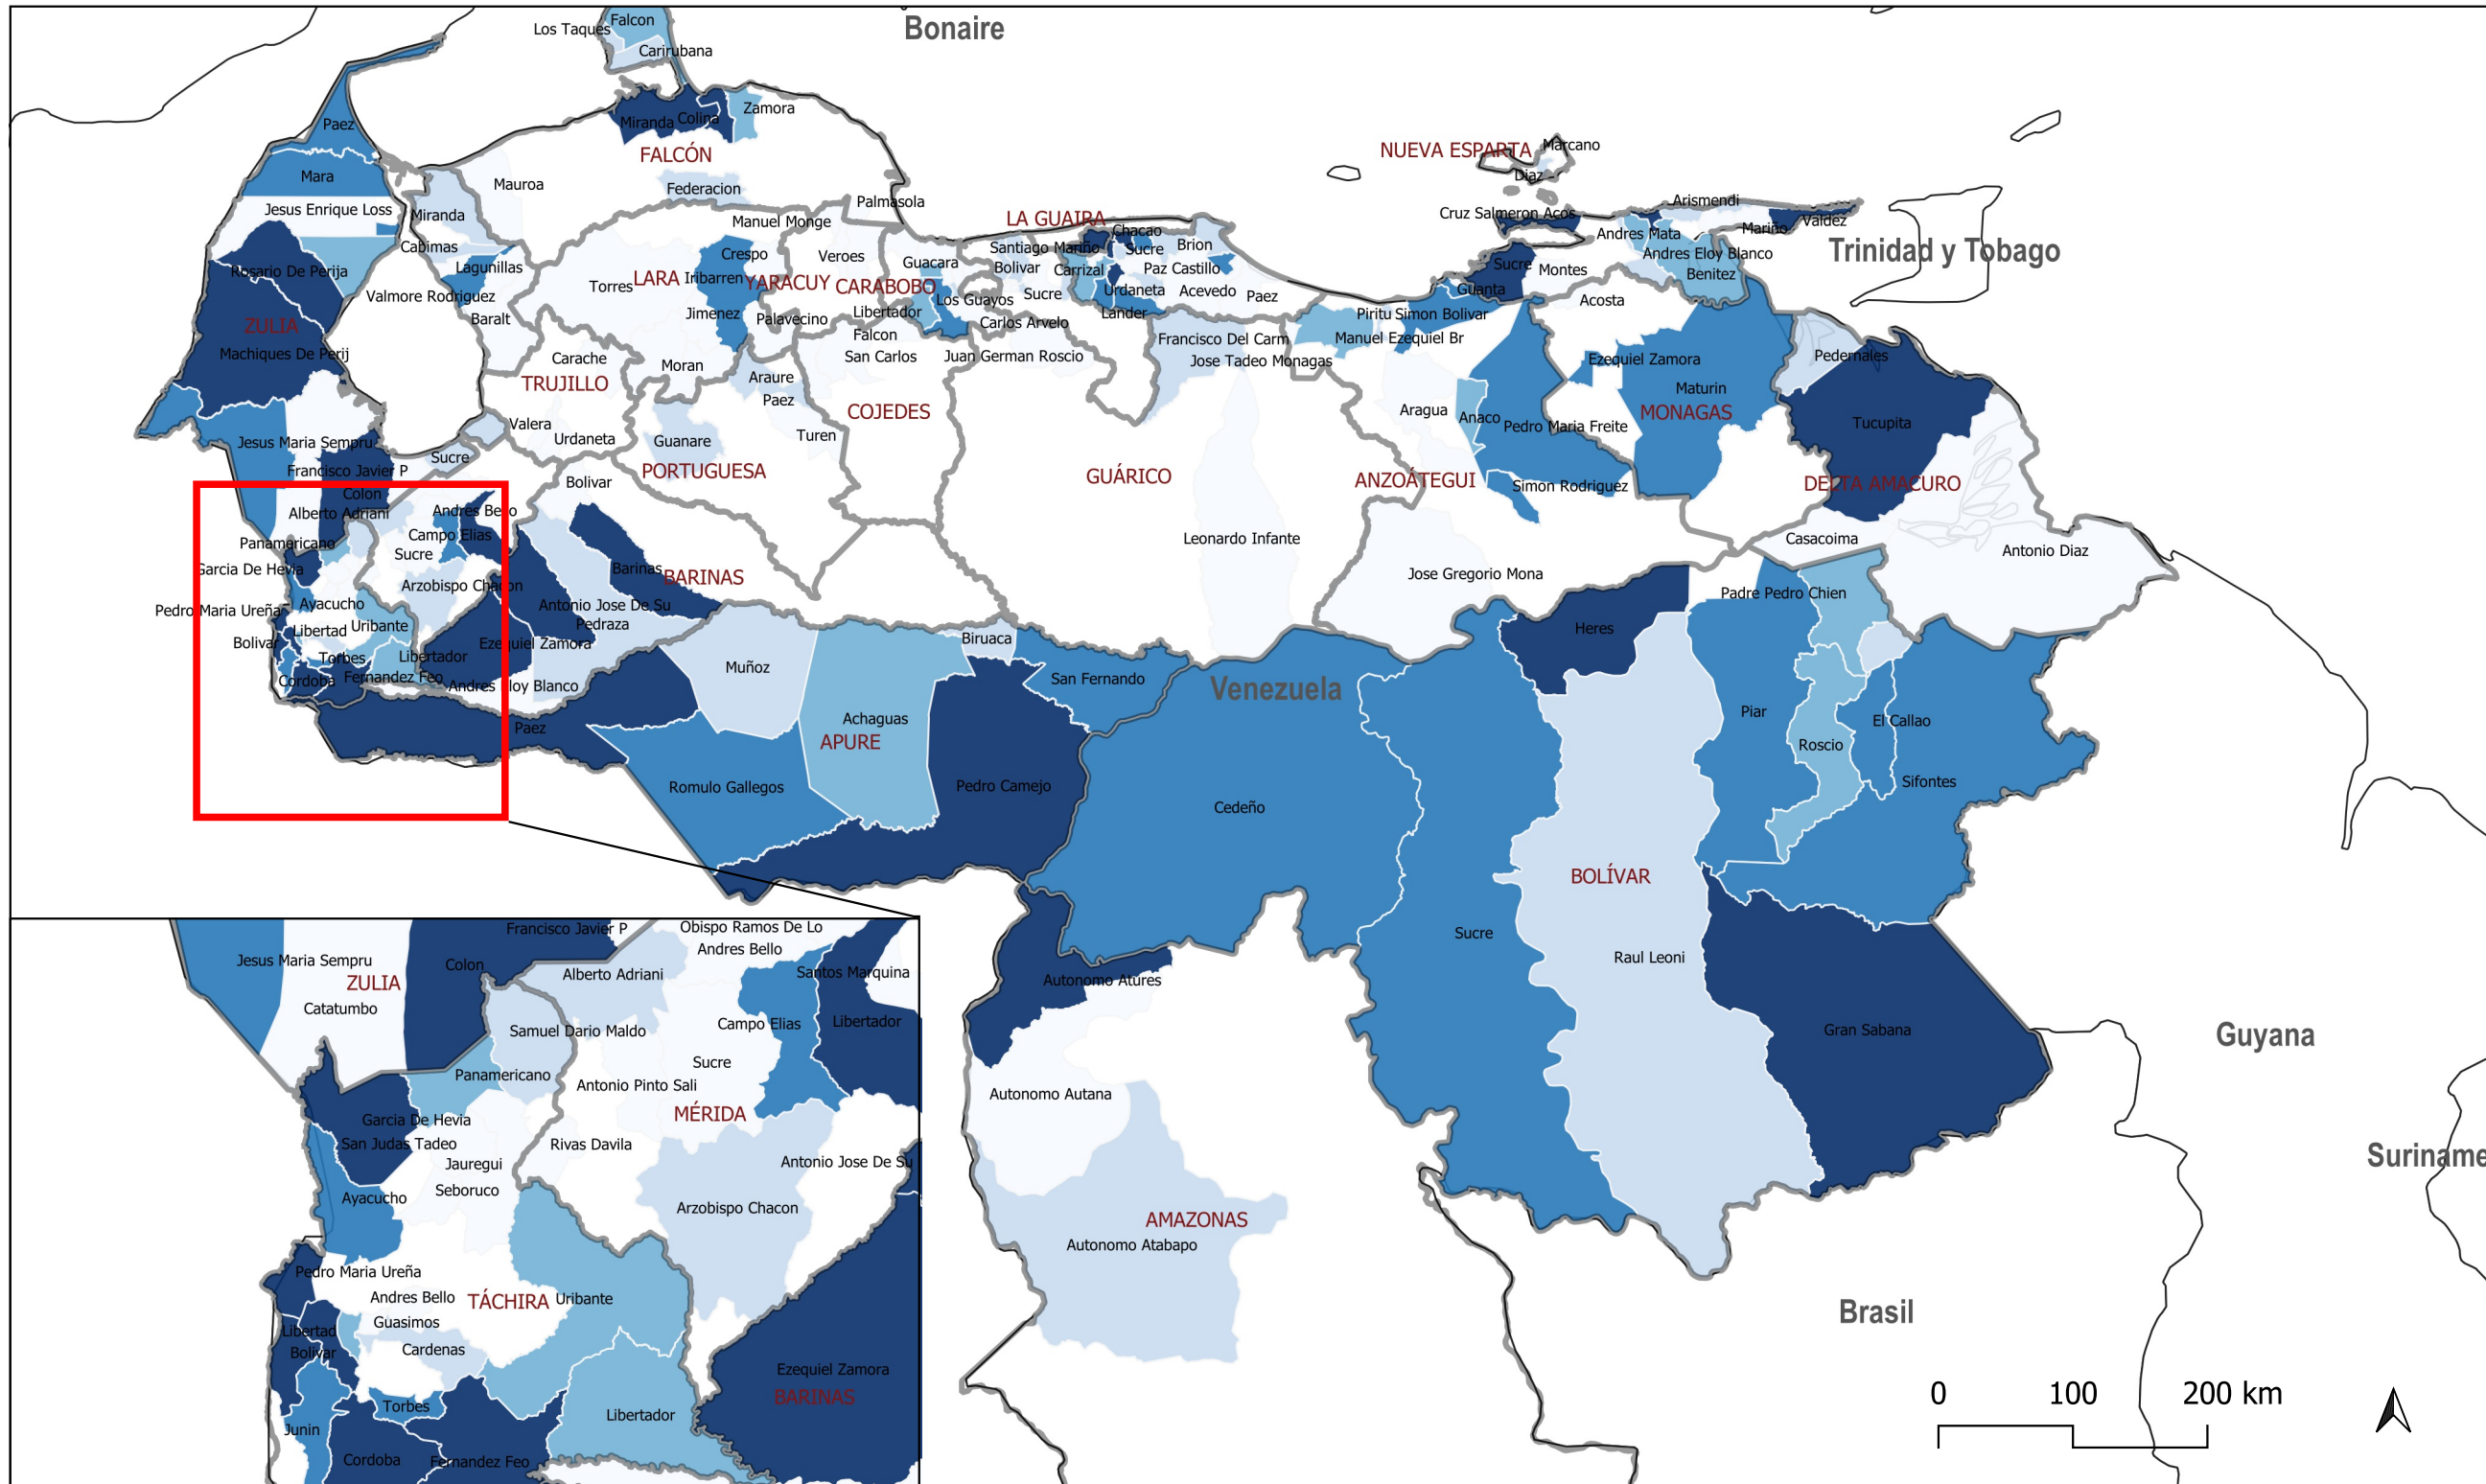 Falcon
Los Taques
Bonaire
Carirubana
Zamora
Paez
Miranda
Colina
NUEVA ESPARTA
Marcano
FALCÓN
Mara
Mauroa
Federacion
Diaz
Palmasola
Arismendi
Jesus Enrique Loss
Miranda
Manuel Monge
LA GUAIRA
Cruz Salmeron Acos
Valdez
Mariño
Chacao
Andres Mata
Cabimas
Santiago Mariño
Sucre
Brion
Trinidad y Tobago
Crespo
Veroes
Andres Eloy Blanco
Rosario De Perija
Lagunillas
Guacara
Bolivar
Carrizal
Paz Castillo
Sucre
Montes
Benitez
Torres
LARA
Iribarren
YARACUY
CARABOBO
Valmore Rodriguez
Los Guayos
Sucre
Urdaneta
Acevedo
Paez
Guanta
Acosta
Baralt
Jimenez
Palavecino
Libertador
Lander
Piritu
Simon Bolivar
ZULIA
Carlos Arvelo
Falcon
Francisco Del Carm
Manuel Ezequiel Br
Machiques De Perij
Carache
San Carlos
Juan German Roscio
Jose Tadeo Monagas
Ezequiel Zamora
Pedernales
Moran
TRUJILLO
Araure
Paez
Maturin
COJEDES
Aragua
Anaco
MONAGAS
Pedro Maria Freite
Tucupita
Valera
Urdaneta
Guanare
Turen
Jesus Maria Sempru
Sucre
Francisco Javier P
PORTUGUESA
GUÁRICO
ANZOÁTEGUI
Simon Rodriguez
DELTA AMACURO
Bolivar
Colon
Alberto Adriani
Andres Bello
Campo Elias
Panamericano
Sucre
Leonardo Infante
Casacoima
Antonio Diaz
Garcia De Hevia
Barinas
BARINAS
Jose Gregorio Mona
Arzobispo Chacon
Padre Pedro Chien
Pedro Maria Ureña
Ayacucho
Antonio Jose De Su
Libertad
Uribante
Pedraza
Heres
Bolivar
Ezequiel Zamora
Biruaca
Torbes
Libertador
Muñoz
Cordoba
Fernandez Feo
Andres Eloy Blanco
San Fernando
Venezuela
Paez
Achaguas
APURE
Piar
El Callao
Roscio
Romulo Gallegos
Pedro Camejo
Cedeño
Sifontes
BOLÍVAR
Sucre
Raul Leoni
Autonomo Atures
Gran Sabana
Guyana
Autonomo Autana
Suriname
AMAZONAS
Autonomo Atabapo
Brasil
0 100 200 km
Francisco Javier P
Obispo Ramos De Lo
Andres Bello
Jesus Maria Sempru
Colon
Alberto Adriani
Santos Marquina
ZULIA
Catatumbo
Samuel Dario Maldo
Campo Elias
Libertador
Sucre
Panamericano
Antonio Pinto Sali
MÉRIDA
Garcia De Hevia
San Judas Tadeo
Rivas Davila
Jauregui
Antonio Jose De Su
Seboruco
Ayacucho
Arzobispo Chacon
Pedro Maria Ureña
Andres Bello
TÁCHIRA
Uribante
Guasimos
Libertad
Bolivar
Cardenas
Ezequiel Zamora
BARINAS
Torbes
Libertador
Junin
Cordoba
Fernandez Feo